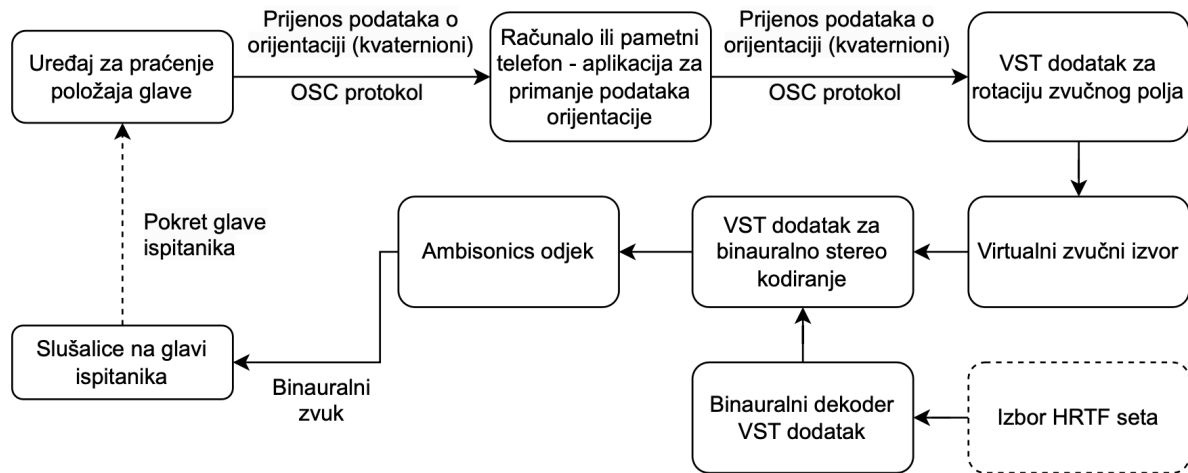 Uređaj za praćenje
položaja glave
Prijenos podataka o
orijentaciji (kvaternioni)
OSC protokol
Računalo ili pametni
telefon - aplikacija za
primanje podataka
orijentacije
Prijenos podataka o
orijentaciji (kvaternioni)
OSC protokol
VST dodatak za
rotaciju zvučnog polja
Virtualni zvučni izvor
VST dodatak za
binauralno stereo
kodiranje
Ambisonics odjek
Pokret glave
ispitanika
Slušalice na glavi
ispitanika
Binauralni
zvuk
Binauralni dekoder
VST dodatak
Izbor HRTF seta